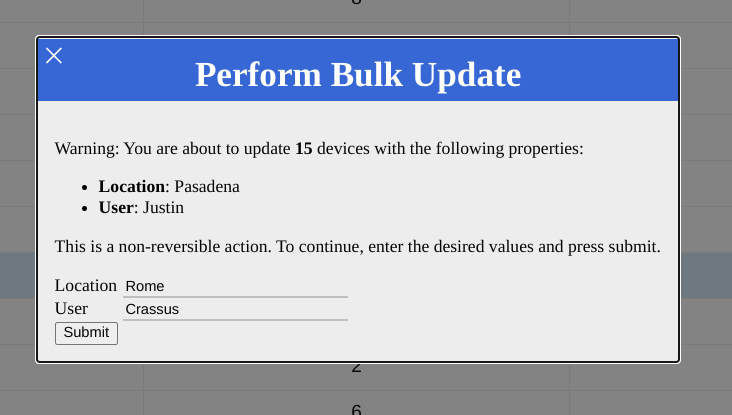 Perform Bulk Update
Warning: You are about to update 15 devices with the following properties:
• Location: Pasadena
• User: Justin
This is a non-reversible action. To continue, enter the desired values and press submit.
Location Rome
User Crassus
Submit
2
6